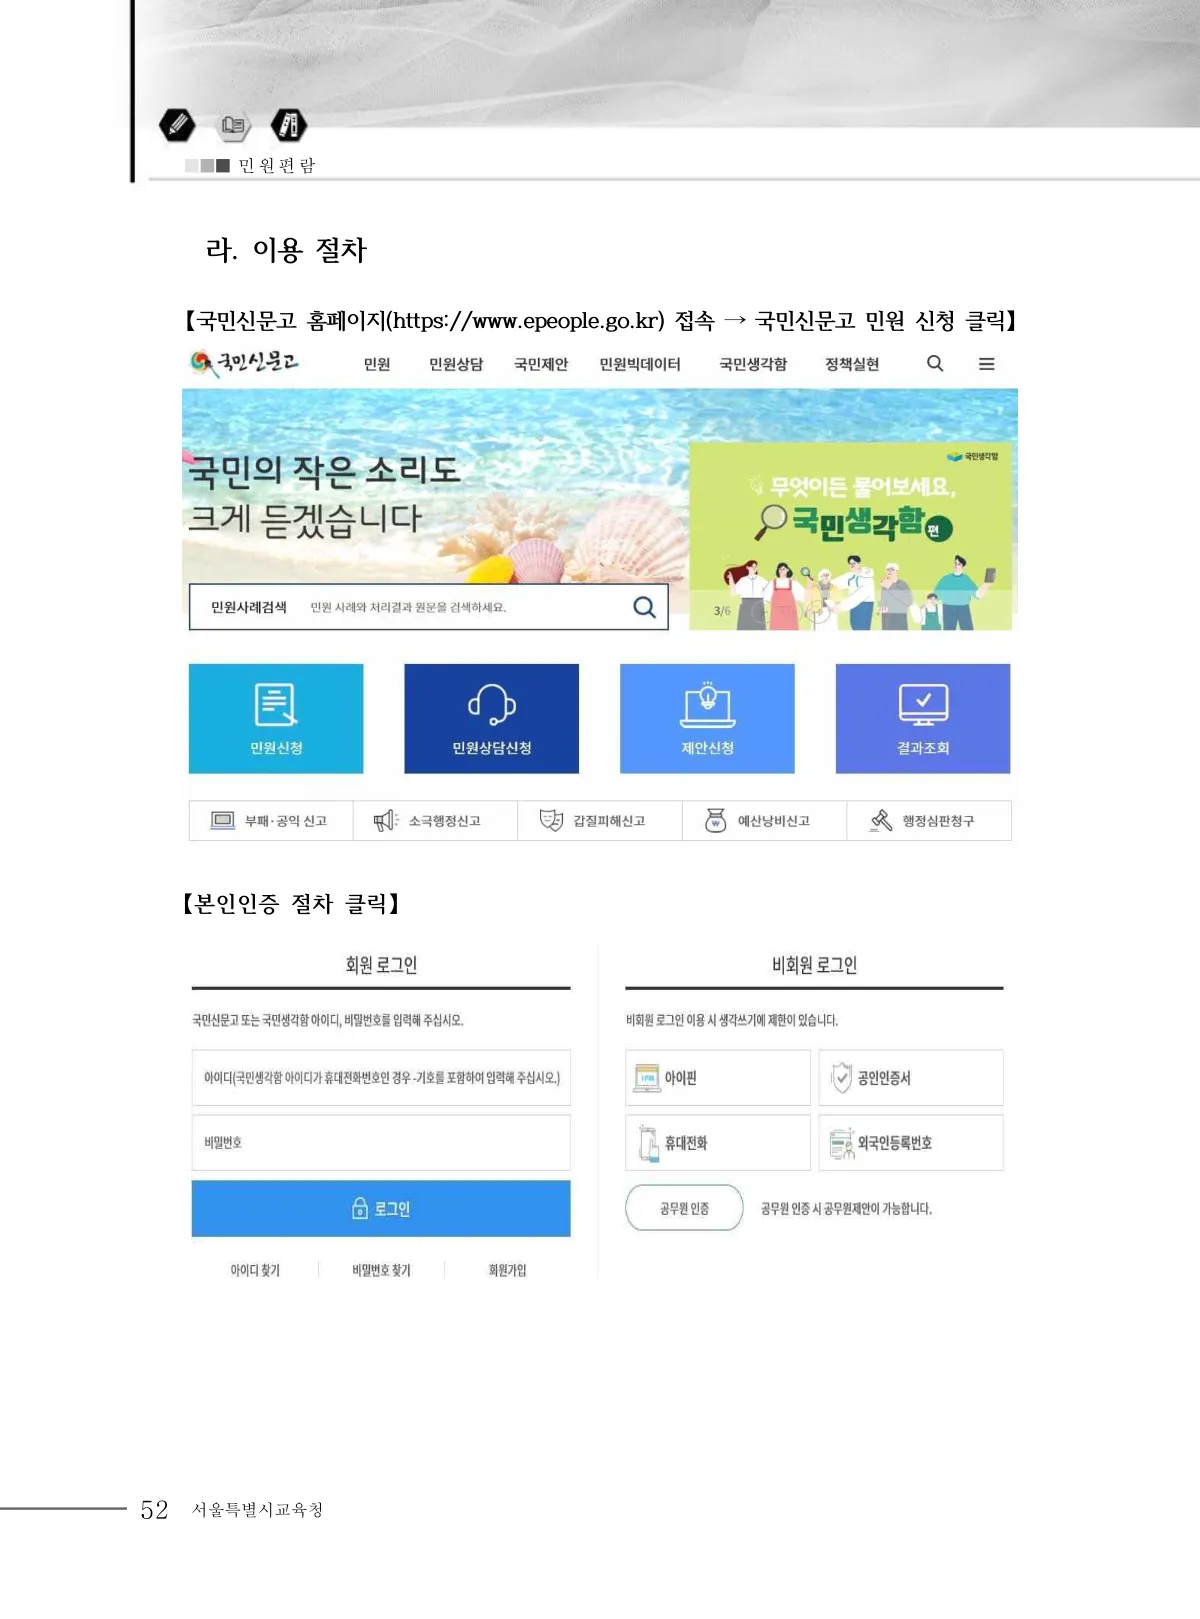 민원편람
라. 이용 절차
【국민신문고 홈페이지(https://www.epeople.go.kr) 접속 → 국민신문고 민원 신청 클릭】
국민신문고 민원 민원상담 국민제안 민원빅데이터 국민생각함 정책실현
국민의 작은 소리도
크게 듣겠습니다
국민생각함
무엇이든 물어보세요,
국민생각함 편
민원사례검색 민원 사례와 처리결과 원문을 검색하세요.
3/6
민원신청 민원상담신청 제안신청 결과조회
부패·공익 신고 소극행정신고 갑질피해신고 예산낭비신고 행정심판청구
【본인인증 절차 클릭】
회원 로그인
국민신문고 또는 국민생각함 아이디, 비밀번호를 입력해 주십시오.
아이디(국민생각함 아이디가 휴대전화번호인 경우 -기호를 포함하여 입력해 주십시오.)
비밀번호
로그인
아이디 찾기 비밀번호 찾기 회원가입
비회원 로그인
비회원 로그인 이용 시 생각쓰기에 제한이 있습니다.
아이핀 공인인증서
휴대전화 외국인등록번호
공무원 인증 공무원 인증 시 공무원제안이 가능합니다.
52 서울특별시교육청